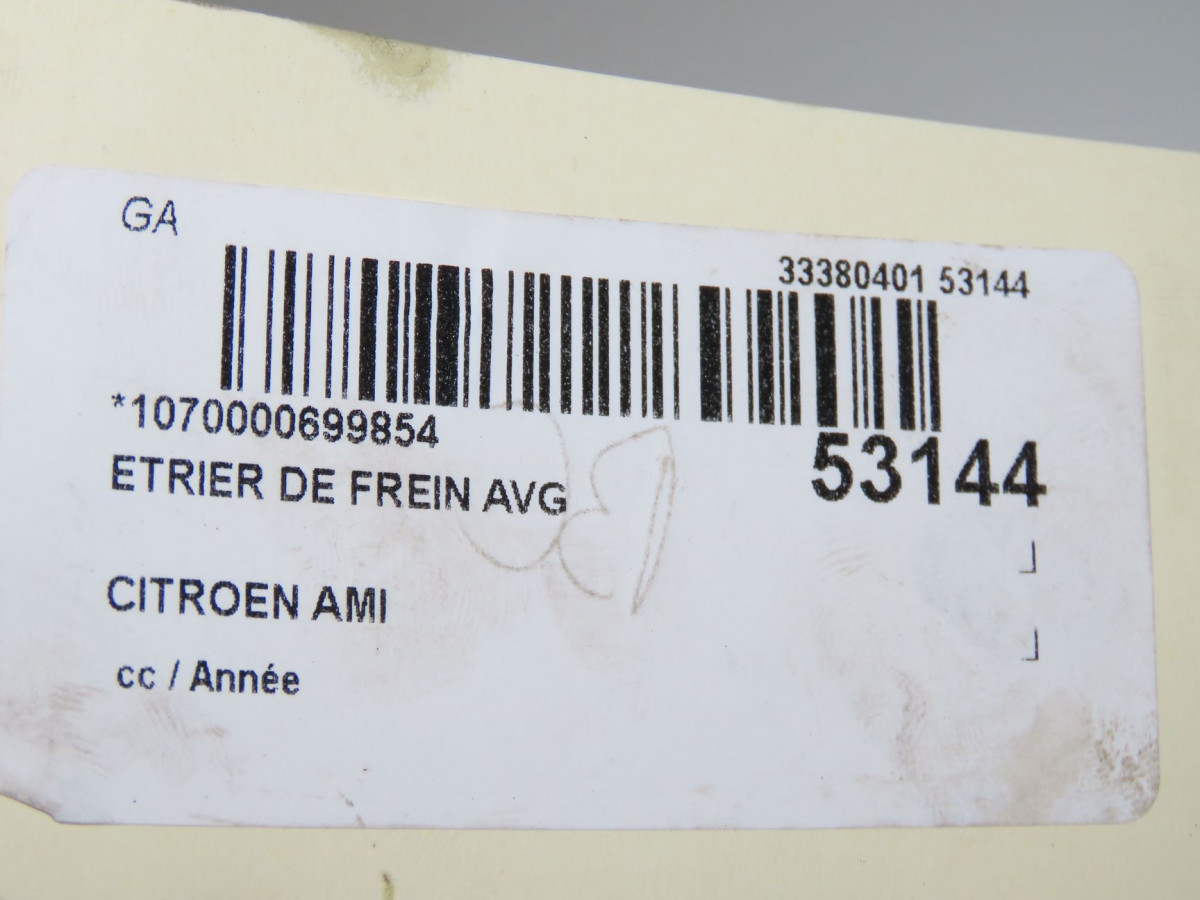 GA
33380401 53144
*1070000699854
53144
ETRIER DE FREIN AVG
CITROEN AMI
cc / Année